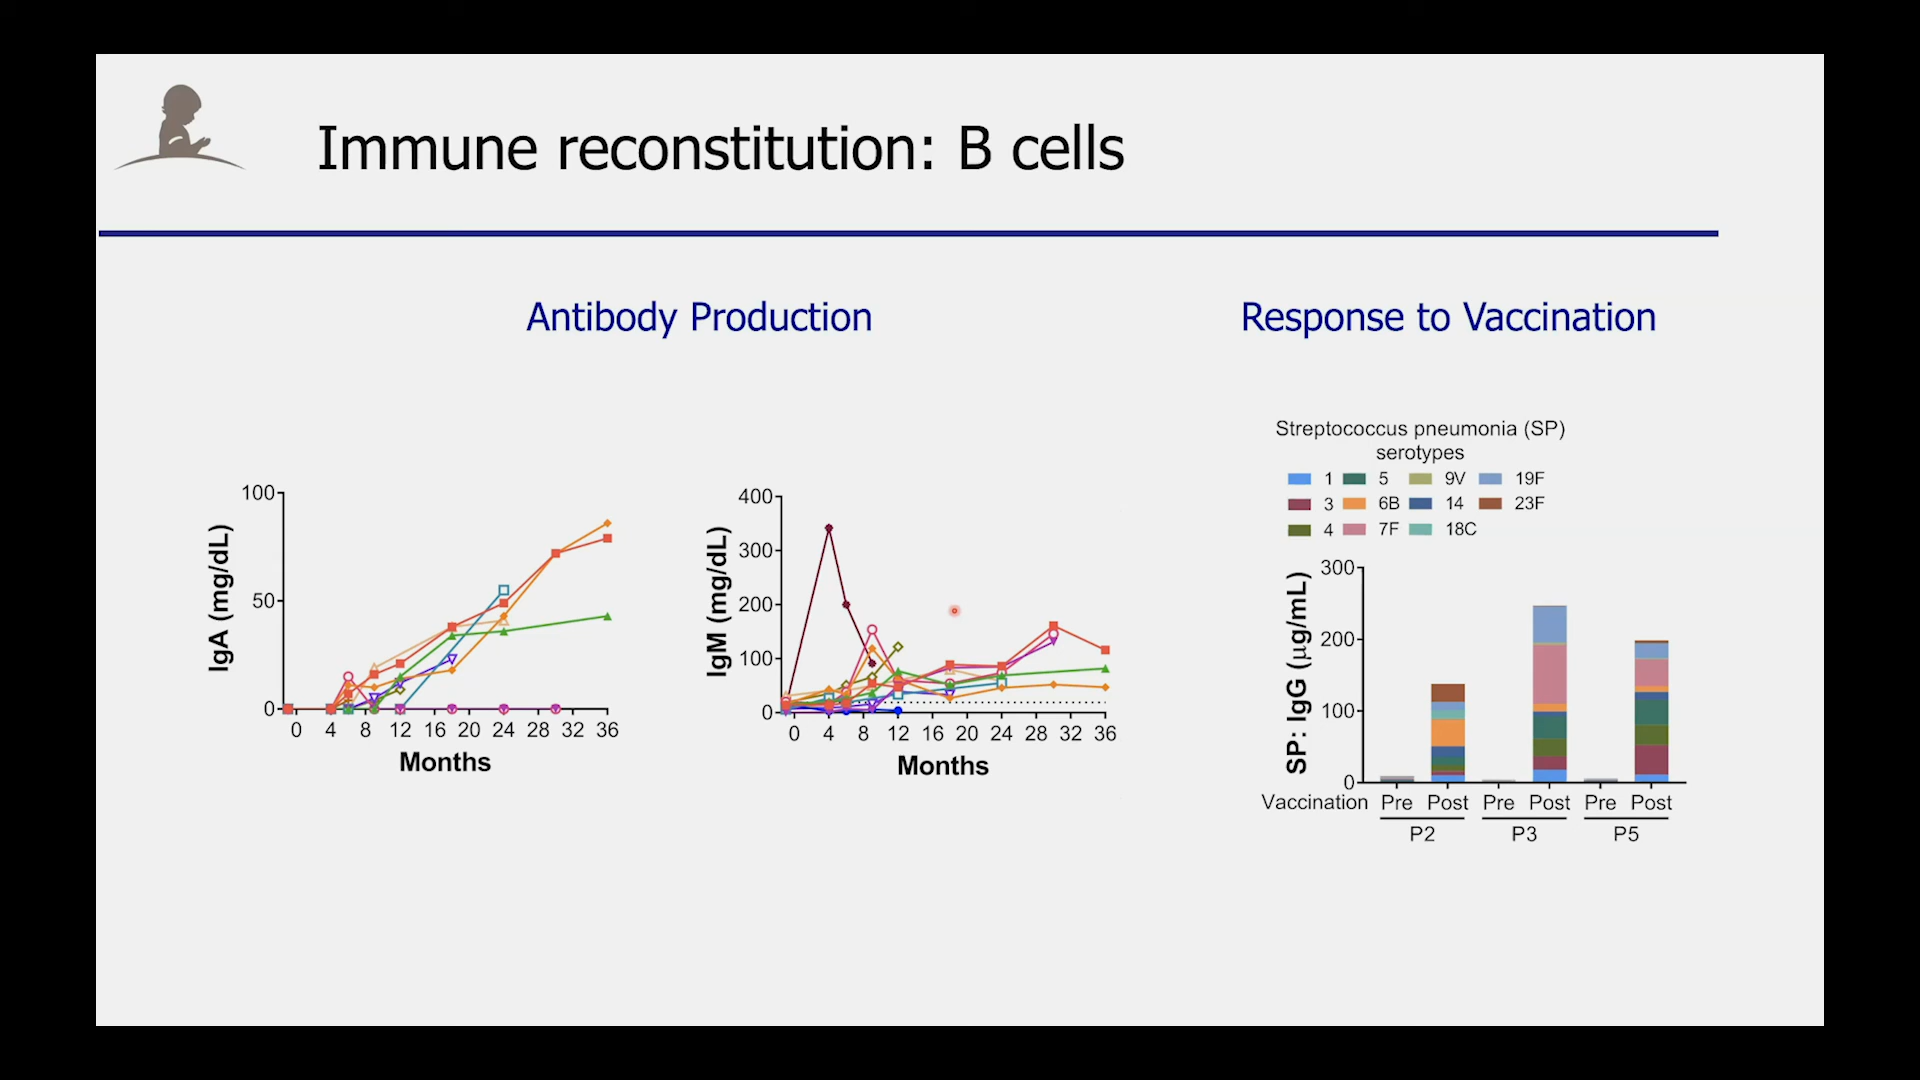 Immune reconstitution: B cells
Antibody Production
Response to Vaccination
IgA (mg/dL)
100
50
0
0 4 8 12 16 20 24 28 32 36
Months
IgM (mg/dL)
400
300
200
100
0
0 4 8 12 16 20 24 28 32 36
Months
Streptococcus pneumonia (SP)
serotypes
1 5 9V 19F
3 6B 14 23F
4 7F 18C
SP: IgG (µg/mL)
300
200
100
0
Vaccination Pre Post Pre Post Pre Post
P2 P3 P5